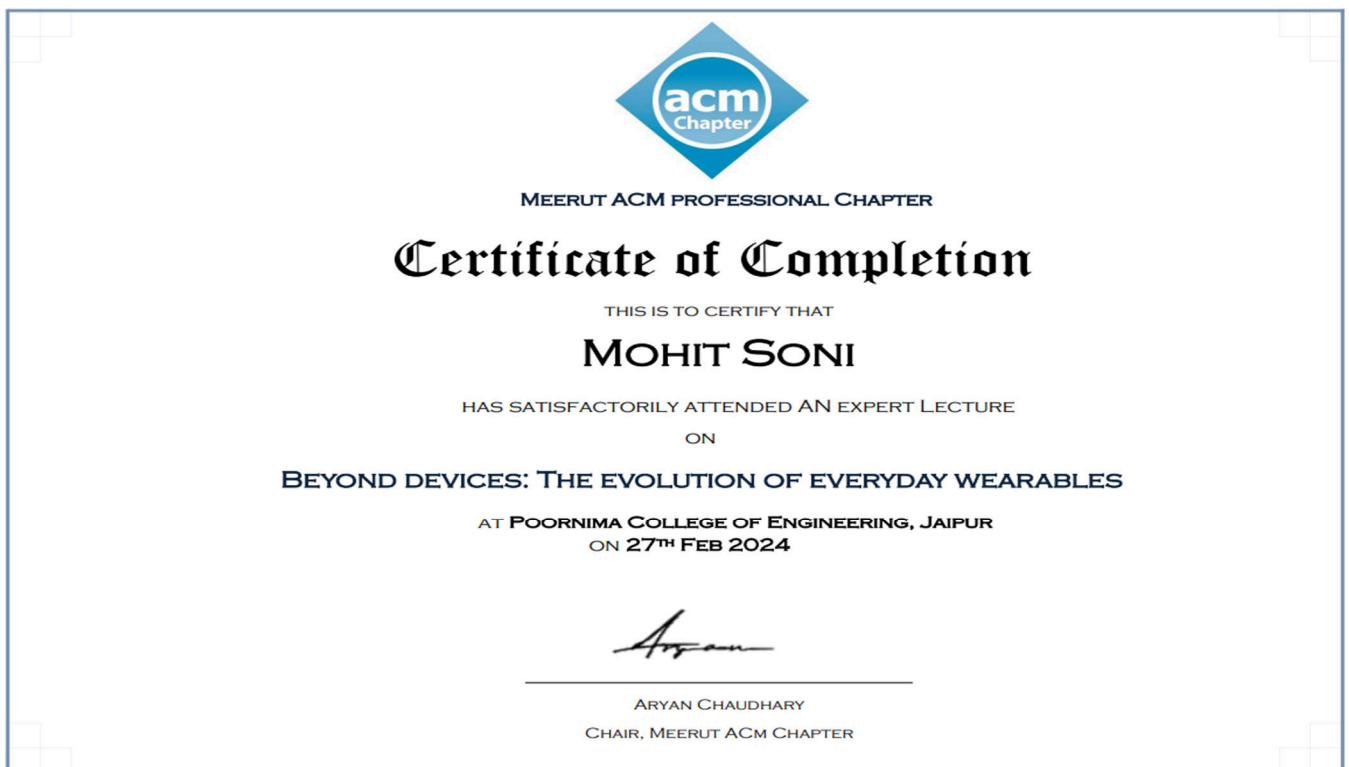 acm
Chapter
MEERUT ACM PROFESSIONAL CHAPTER
Certificate of Completion
THIS IS TO CERTIFY THAT
MOHIT SONI
HAS SATISFACTORILY ATTENDED AN EXPERT LECTURE
ON
BEYOND DEVICES: THE EVOLUTION OF EVERYDAY WEARABLES
AT POORNIMA COLLEGE OF ENGINEERING, JAIPUR
ON 27TH FEB 2024
Aryan
ARYAN CHAUDHARY
CHAIR, MEERUT ACM CHAPTER